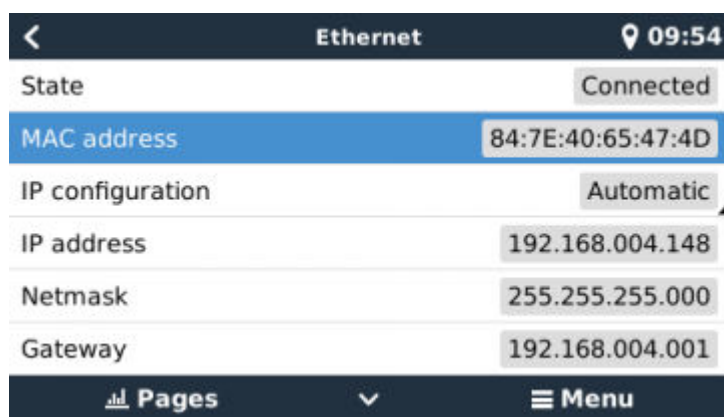 Ethernet 09:54
State Connected
MAC address 84:7E:40:65:47:4D
IP configuration Automatic
IP address 192.168.004.148
Netmask 255.255.255.000
Gateway 192.168.004.001
Pages Menu